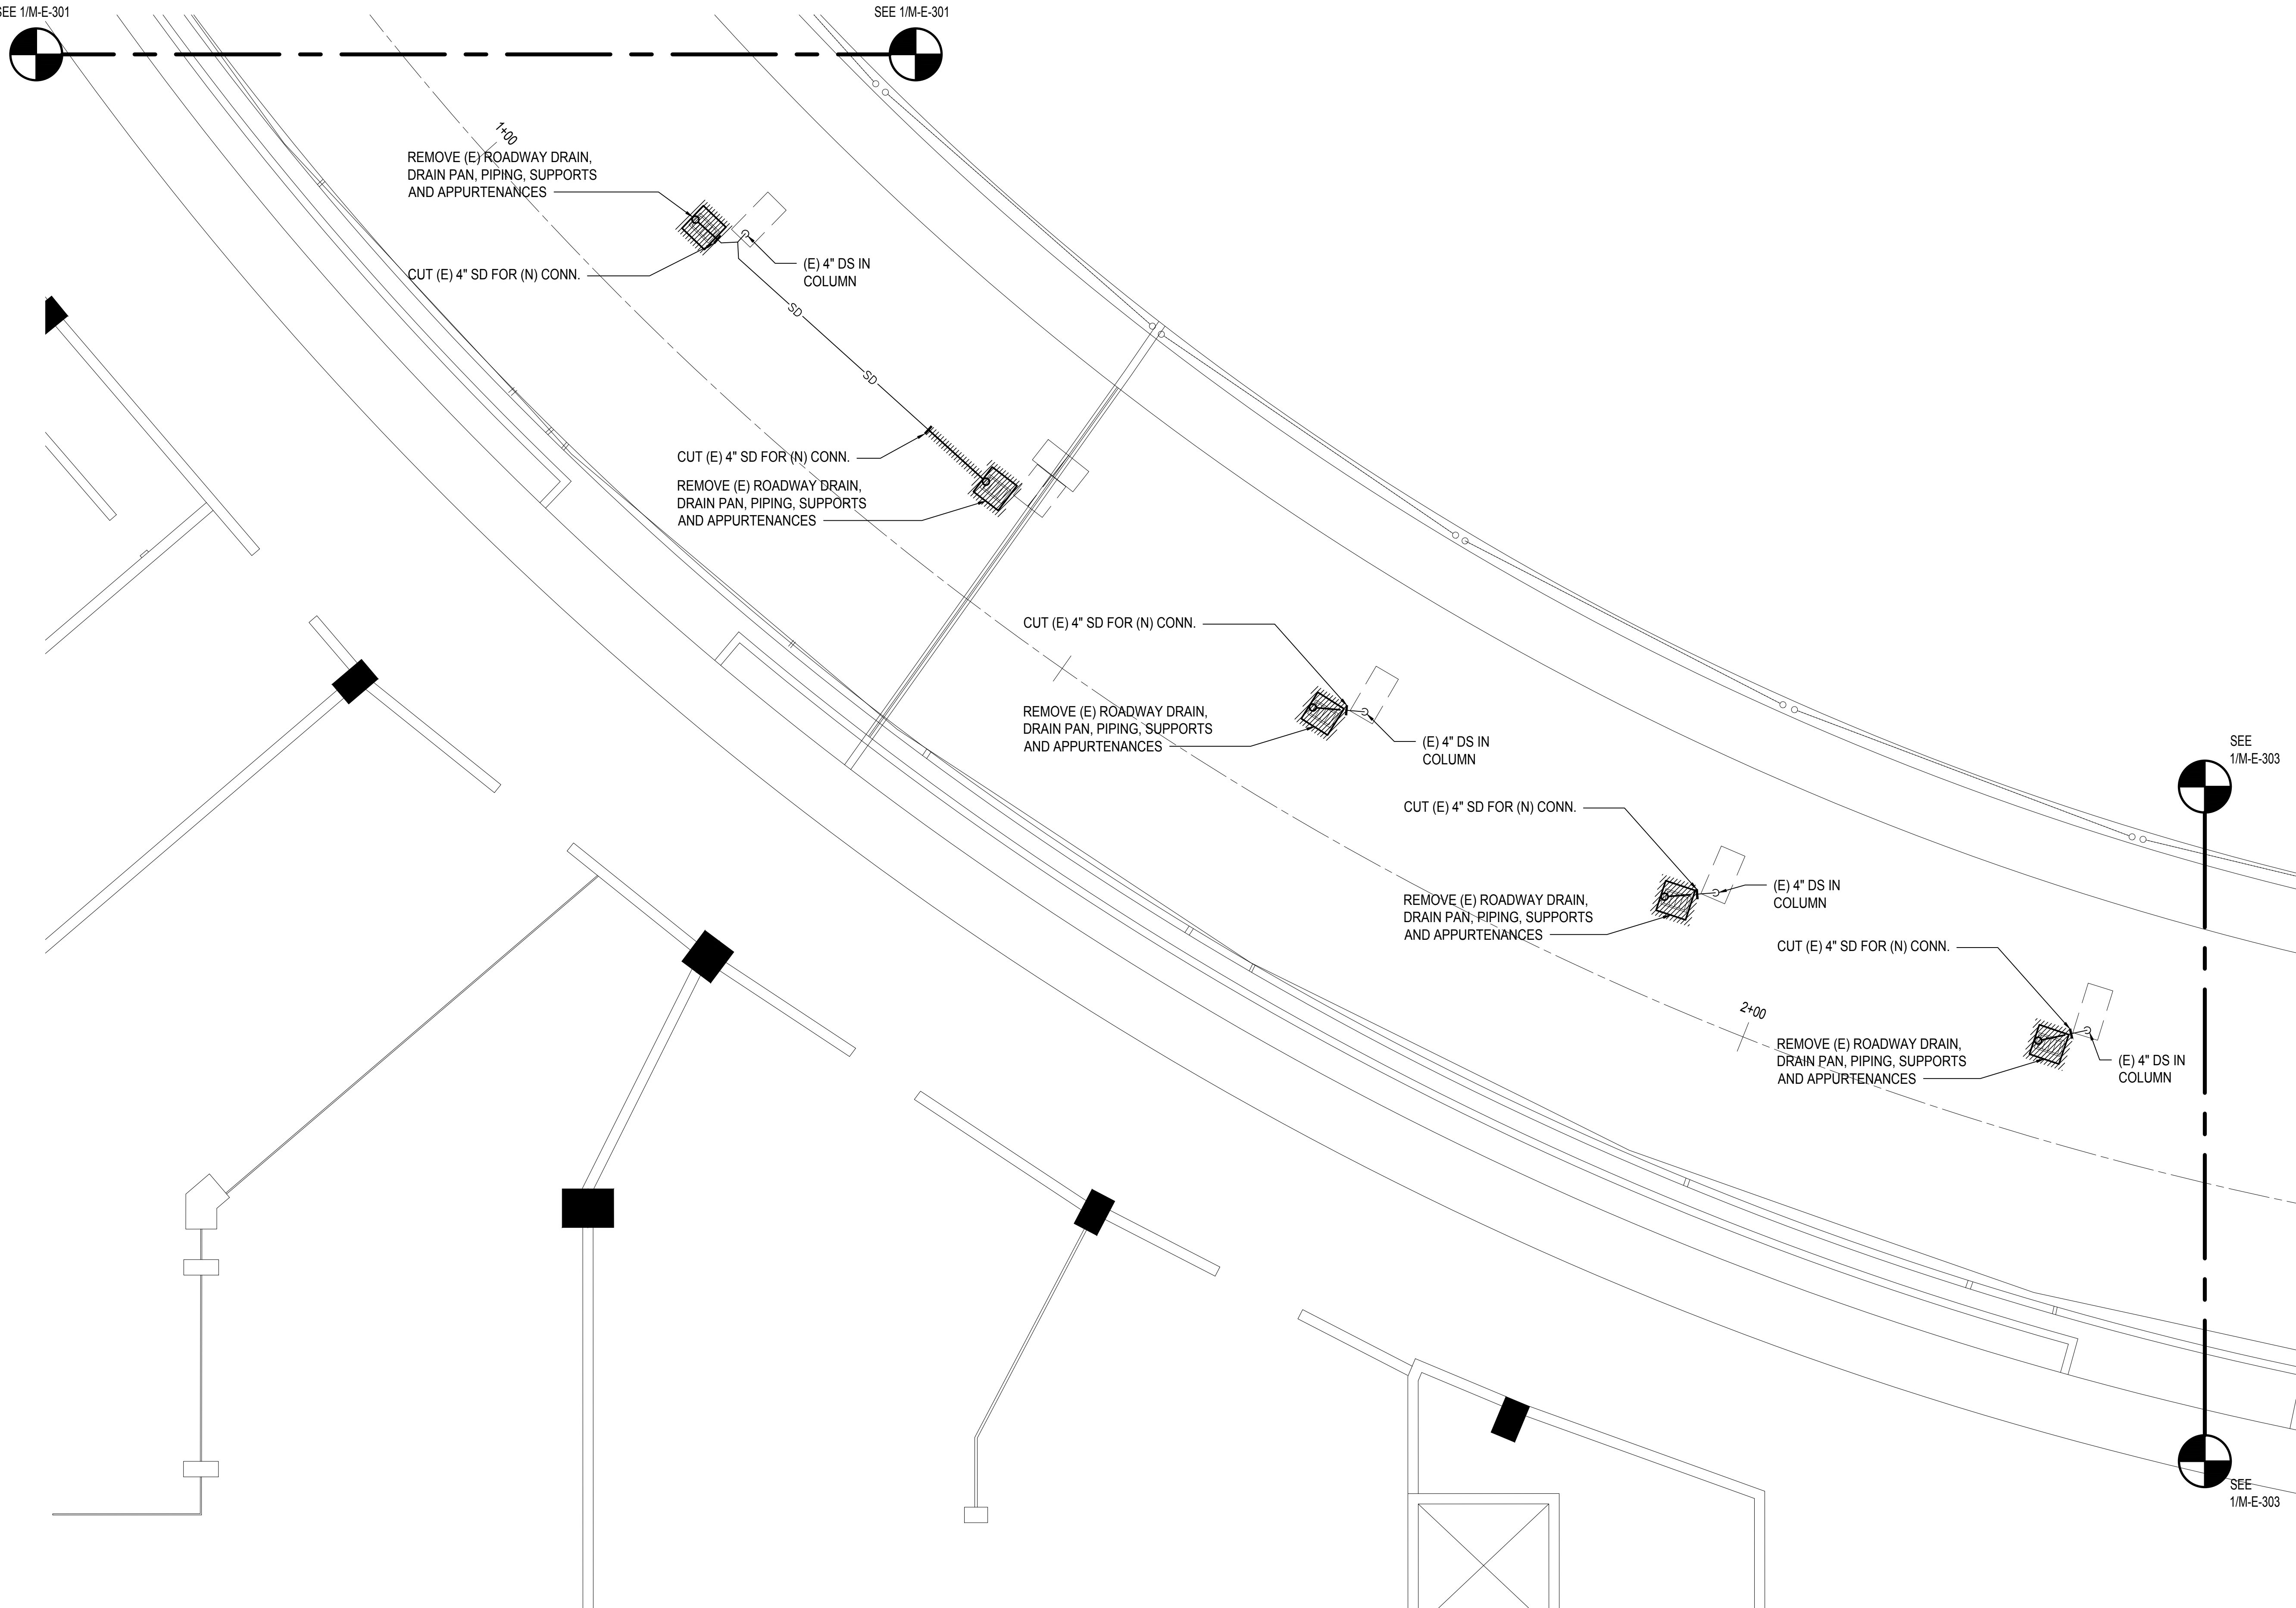 SEE 1/M-E-301
SEE 1/M-E-301
1+00
REMOVE (E) ROADWAY DRAIN,
DRAIN PAN, PIPING, SUPPORTS
AND APPURTENANCES
CUT (E) 4" SD FOR (N) CONN.
(E) 4" DS IN
COLUMN
SD
SD
CUT (E) 4" SD FOR (N) CONN.
REMOVE (E) ROADWAY DRAIN,
DRAIN PAN, PIPING, SUPPORTS
AND APPURTENANCES
CUT (E) 4" SD FOR (N) CONN.
REMOVE (E) ROADWAY DRAIN,
DRAIN PAN, PIPING, SUPPORTS
AND APPURTENANCES
(E) 4" DS IN
COLUMN
SEE
1/M-E-303
CUT (E) 4" SD FOR (N) CONN.
REMOVE (E) ROADWAY DRAIN,
DRAIN PAN, PIPING, SUPPORTS
AND APPURTENANCES
(E) 4" DS IN
COLUMN
CUT (E) 4" SD FOR (N) CONN.
2+00
REMOVE (E) ROADWAY DRAIN,
DRAIN PAN, PIPING, SUPPORTS
AND APPURTENANCES
(E) 4" DS IN
COLUMN
SEE
1/M-E-303